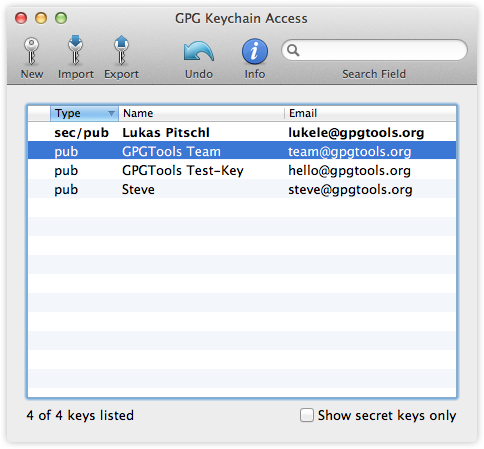 GPG Keychain Access
New Import Export Undo Info Search Field
Type Name Email
sec/pub Lukas Pitschl lukele@gpgtools.org
pub GPGTools Team team@gpgtools.org
pub GPGTools Test-Key hello@gpgtools.org
pub Steve steve@gpgtools.org
4 of 4 keys listed Show secret keys only